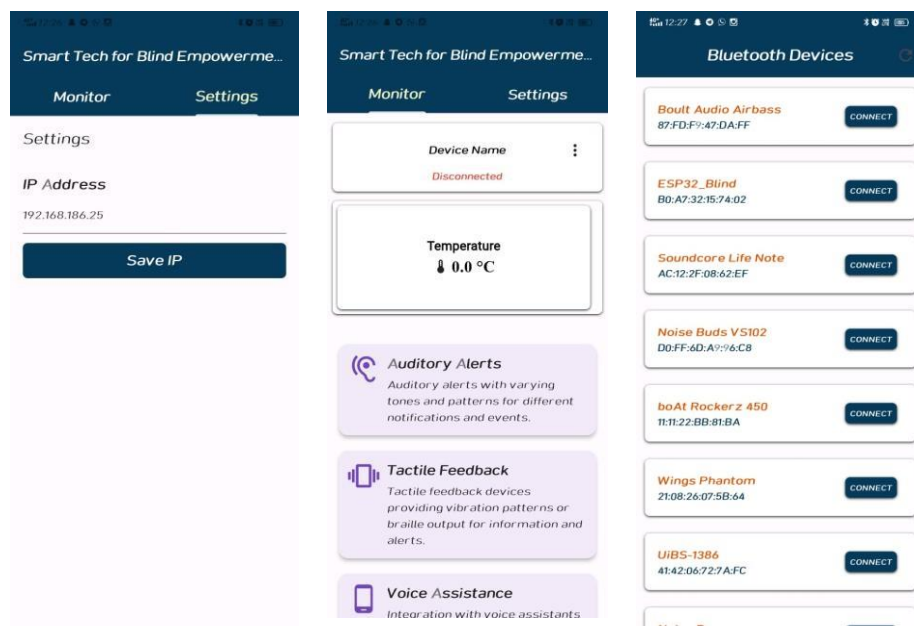 Smart Tech for Blind Empowerme...
Monitor Settings
Settings
IP Address
192.168.186.25
Save IP
Smart Tech for Blind Empowerme...
Monitor Settings
Device Name
Disconnected
Temperature
0.0 °C
Auditory Alerts
Auditory alerts with varying
tones and patterns for different
notifications and events.
Tactile Feedback
Tactile feedback devices
providing vibration patterns or
braille output for information and
alerts.
Voice Assistance
Integration with voice assistants
12:27
Bluetooth Devices
Boult Audio Airbass
87:FD:F9:47:DA:FF
CONNECT
ESP32_Blind
B0:A7:32:15:74:02
CONNECT
Soundcore Life Note
AC:12:2F:08:62:EF
CONNECT
Noise Buds VS102
D0:FF:6D:A9:96:C8
CONNECT
boAt Rockerz 450
11:11:22:BB:81:BA
CONNECT
Wings Phantom
21:08:26:07:5B:64
CONNECT
UiBS-1386
41:42:06:72:7A:FC
CONNECT